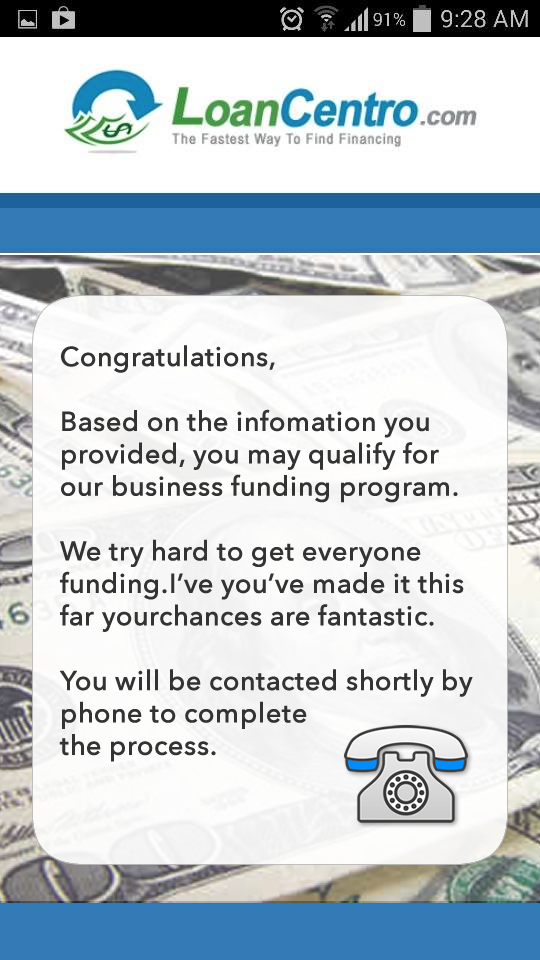 91% 9:28 AM
LoanCentro.com
The Fastest Way To Find Financing
Congratulations,
Based on the infomation you
provided, you may qualify for
our business funding program.
We try hard to get everyone
funding.I've you've made it this
far yourchances are fantastic.
You will be contacted shortly by
phone to complete
the process.